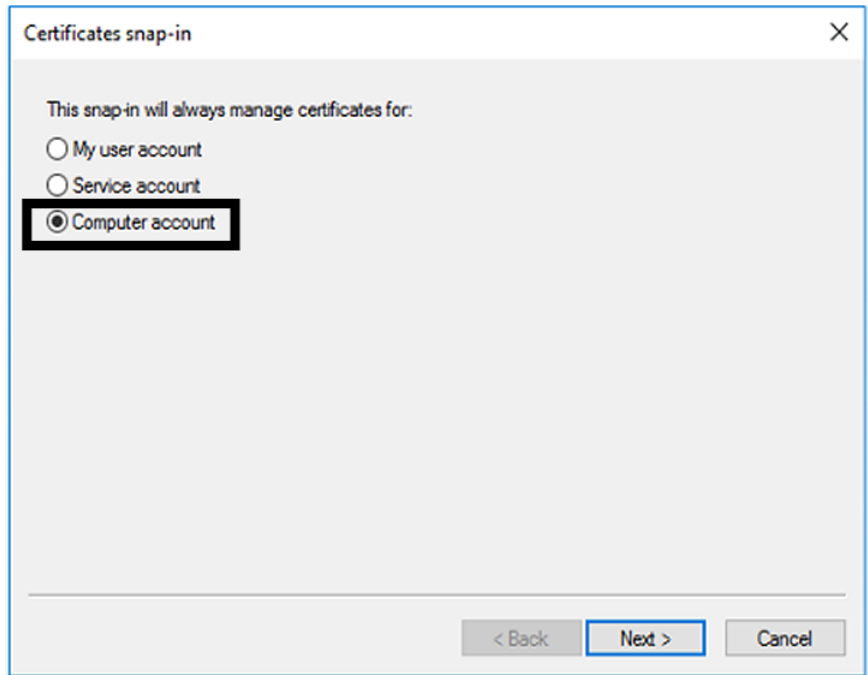 Certificates snap-in
This snap-in will always manage certificates for:
My user account
Service account
Computer account
< Back
Next >
Cancel